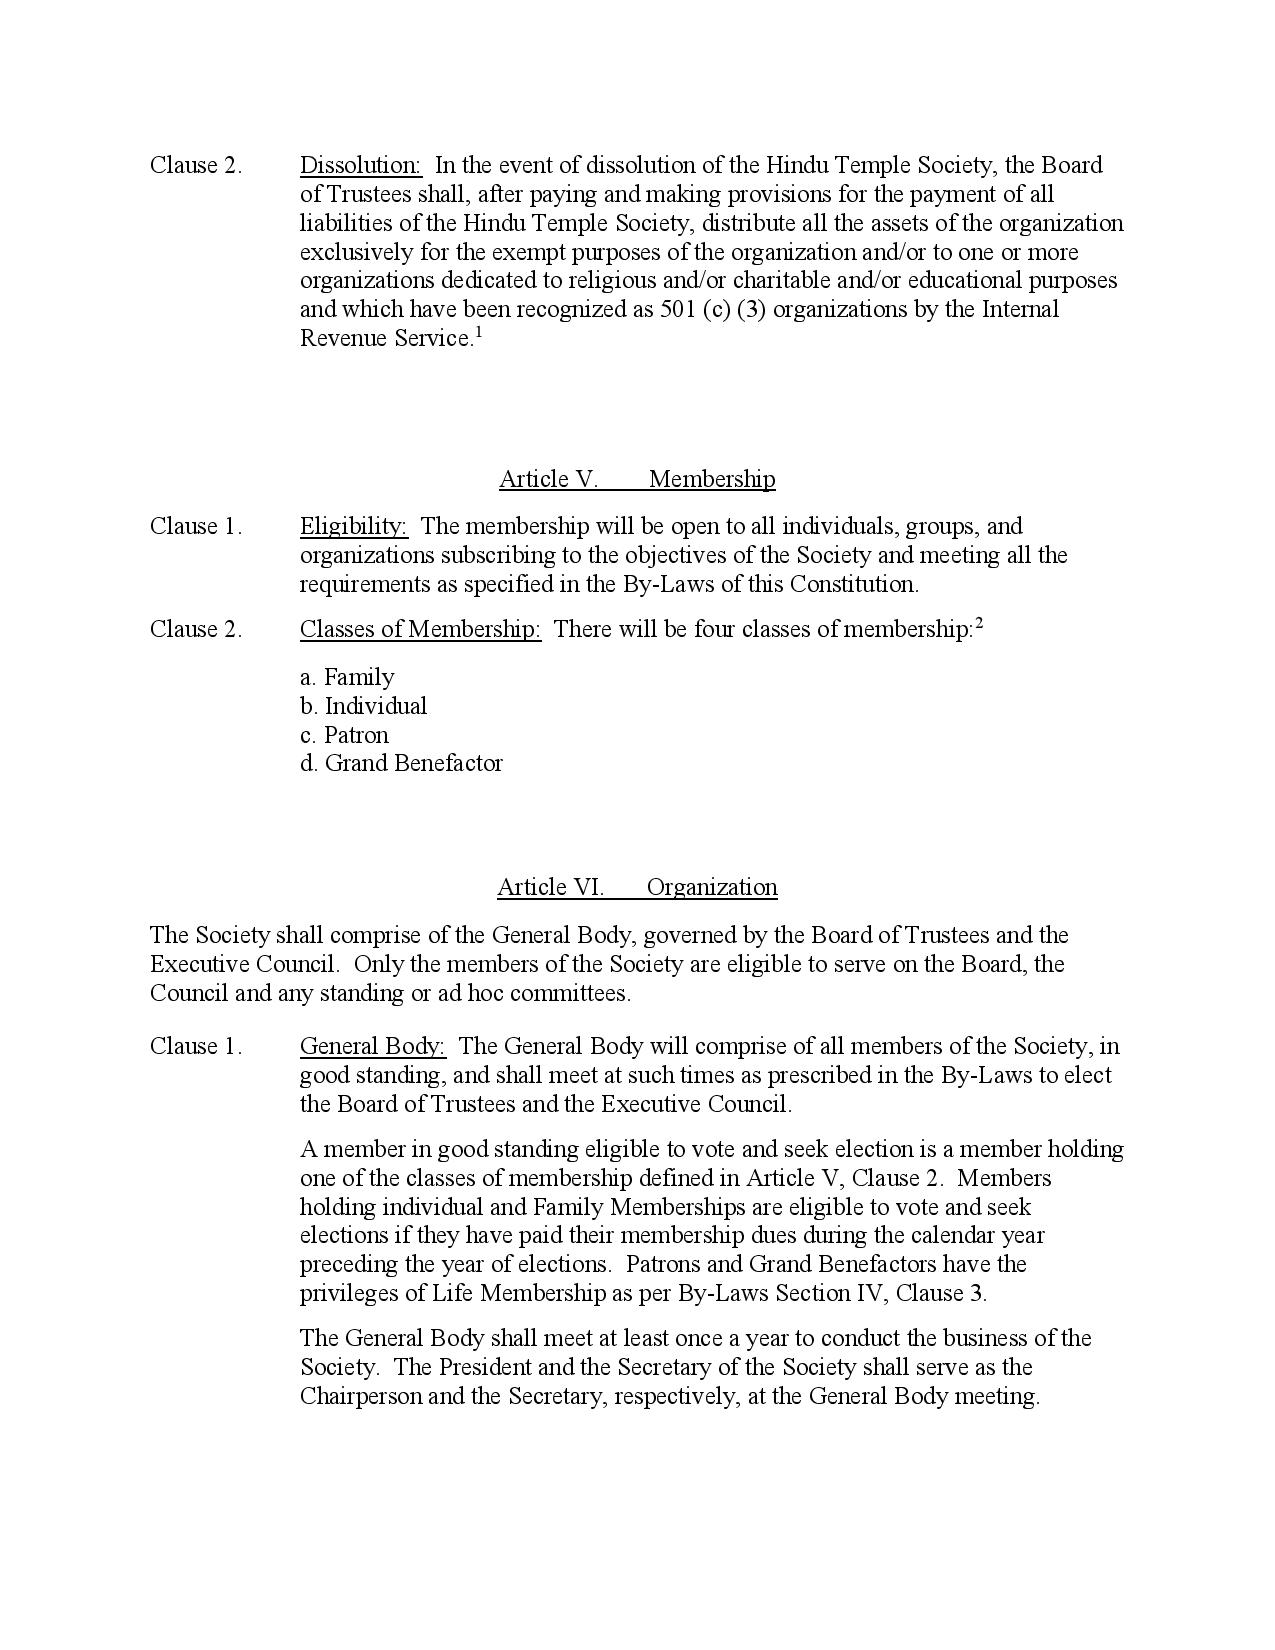 Clause 2. Dissolution: In the event of dissolution of the Hindu Temple Society, the Board
of Trustees shall, after paying and making provisions for the payment of all
liabilities of the Hindu Temple Society, distribute all the assets of the organization
exclusively for the exempt purposes of the organization and/or to one or more
organizations dedicated to religious and/or charitable and/or educational purposes
and which have been recognized as 501 (c) (3) organizations by the Internal
Revenue Service.1
Article V. Membership
Clause 1. Eligibility: The membership will be open to all individuals, groups, and
organizations subscribing to the objectives of the Society and meeting all the
requirements as specified in the By-Laws of this Constitution.
Clause 2. Classes of Membership: There will be four classes of membership:2
a. Family
b. Individual
c. Patron
d. Grand Benefactor
Article VI. Organization
The Society shall comprise of the General Body, governed by the Board of Trustees and the
Executive Council. Only the members of the Society are eligible to serve on the Board, the
Council and any standing or ad hoc committees.
Clause 1. General Body: The General Body will comprise of all members of the Society, in
good standing, and shall meet at such times as prescribed in the By-Laws to elect
the Board of Trustees and the Executive Council.
A member in good standing eligible to vote and seek election is a member holding
one of the classes of membership defined in Article V, Clause 2. Members
holding individual and Family Memberships are eligible to vote and seek
elections if they have paid their membership dues during the calendar year
preceding the year of elections. Patrons and Grand Benefactors have the
privileges of Life Membership as per By-Laws Section IV, Clause 3.
The General Body shall meet at least once a year to conduct the business of the
Society. The President and the Secretary of the Society shall serve as the
Chairperson and the Secretary, respectively, at the General Body meeting.